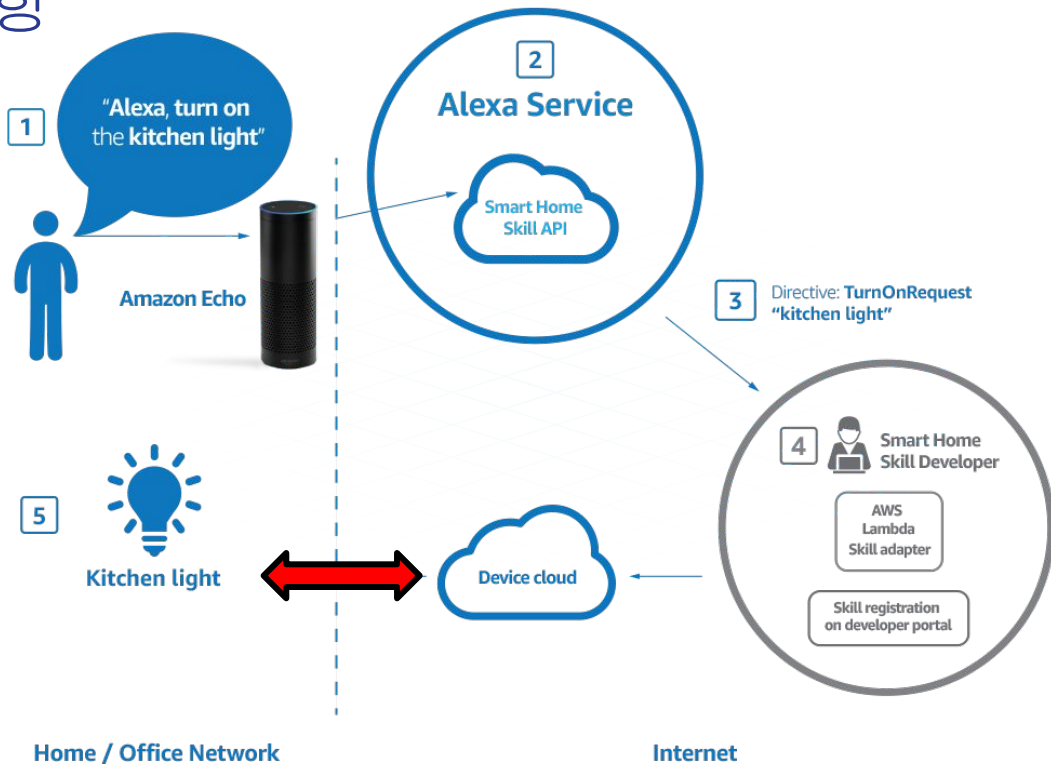 1
"Alexa, turn on
the kitchen light"
2
Alexa Service
Smart Home
Skill API
Amazon Echo
3
Directive: TurnOnRequest
"kitchen light"
4
Smart Home
Skill Developer
AWS
Lambda
Skill adapter
Skill registration
on developer portal
5
Kitchen light
Device cloud
Home / Office Network
Internet